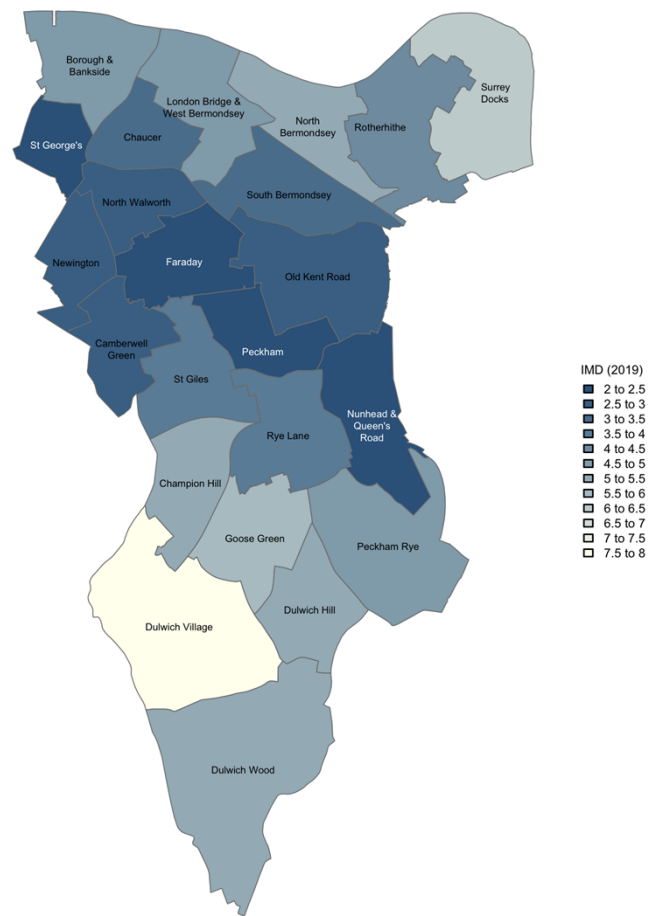 Borough &
Bankside
Surrey
Docks
London Bridge &
West Bermondsey
North
Bermondsey
Rotherhithe
Chaucer
St George's
South Bermondsey
North Walworth
Newington
Faraday
Old Kent Road
Camberwell
Green
Peckham
St Giles
Nunhead &
Queen's
Road
Rye Lane
Champion Hill
Goose Green
Peckham Rye
Dulwich Hill
Dulwich Village
Dulwich Wood
IMD (2019)
2 to 2.5
2.5 to 3
3 to 3.5
3.5 to 4
4 to 4.5
4.5 to 5
5 to 5.5
5.5 to 6
6 to 6.5
6.5 to 7
7 to 7.5
7.5 to 8